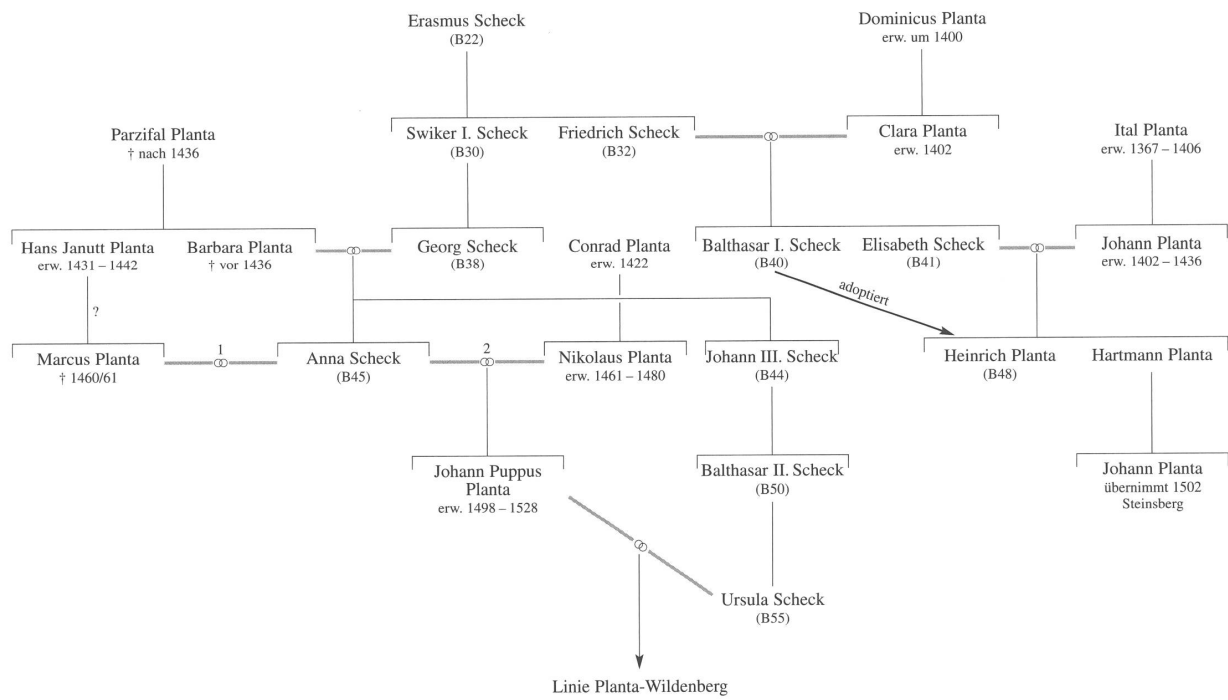 Erasmus Scheck
(B22)
Dominicus Planta
erw. um 1400
Parzifal Planta
† nach 1436
Swiker I. Scheck
(B30)
Friedrich Scheck
(B32)
Clara Planta
erw. 1402
Ital Planta
erw. 1367 – 1406
Hans Janutt Planta
erw. 1431 – 1442
Barbara Planta
† vor 1436
Georg Scheck
(B38)
Conrad Planta
erw. 1422
Balthasar I. Scheck
(B40)
Elisabeth Scheck
(B41)
Johann Planta
erw. 1402 – 1436
adoptiert
?
1
2
Marcus Planta
† 1460/61
Anna Scheck
(B45)
Nikolaus Planta
erw. 1461 – 1480
Johann III. Scheck
(B44)
Heinrich Planta
(B48)
Hartmann Planta
Johann Puppus
Planta
erw. 1498 – 1528
Balthasar II. Scheck
(B50)
Johann Planta
übernimmt 1502
Steinsberg
Ursula Scheck
(B55)
Linie Planta-Wildenberg